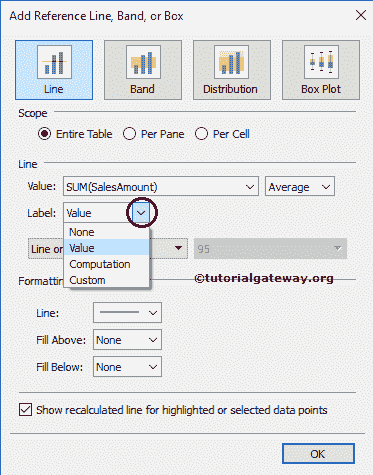 Add Reference Line, Band, or Box
Line Band Distribution Box Plot
Scope
Entire Table Per Pane Per Cell
Line
Value: SUM(SalesAmount) Average
Label: Value
None
Value
Computation
Custom
Line or 95
©tutorialgateway.org
Formattin
Line:
Fill Above: None
Fill Below: None
Show recalculated line for highlighted or selected data points
OK